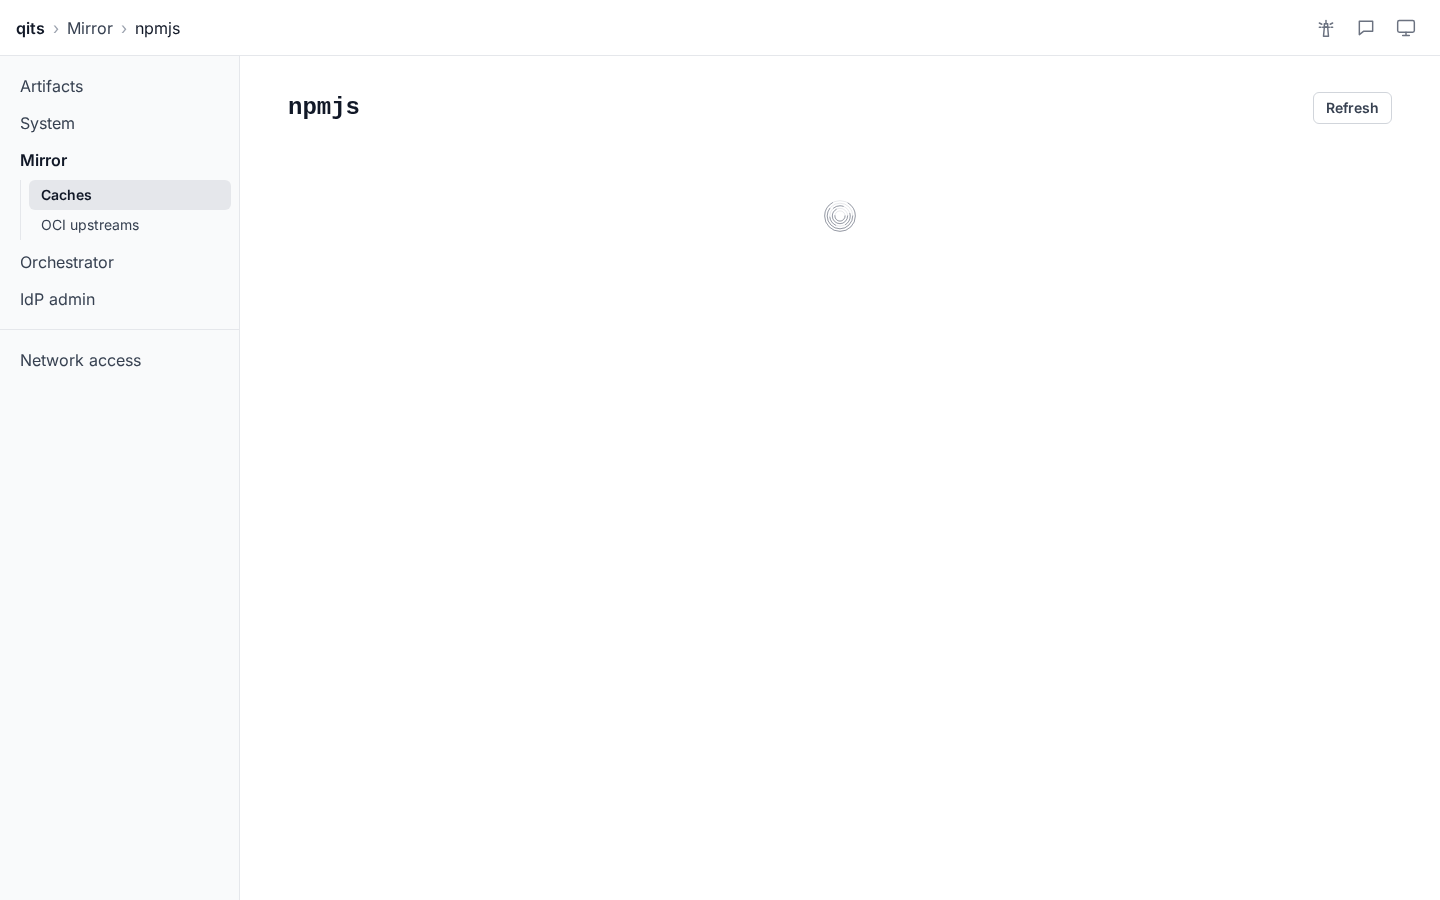 qits › Mirror › npmjs
Artifacts
System
Mirror
Caches
OCI upstreams
Orchestrator
IdP admin
Network access
npmjs
Refresh